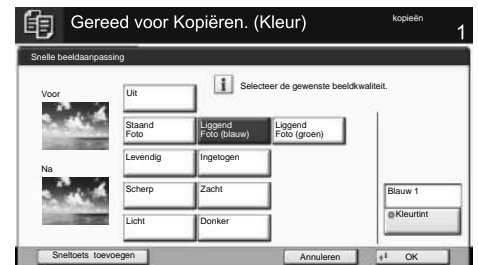 Gereed voor Kopiëren. (Kleur)
kopieën
1
Snelle beeldaanpassing
Voor
Uit
i
Selecteer de gewenste beeldkwaliteit.
Staand
Foto
Liggend
Foto (blauw)
Liggend
Foto (groen)
Na
Levendig
Ingetogen
Scherp
Zacht
Blauw 1
Kleurtint
Licht
Donker
Sneltoets toevoegen
Annuleren
OK